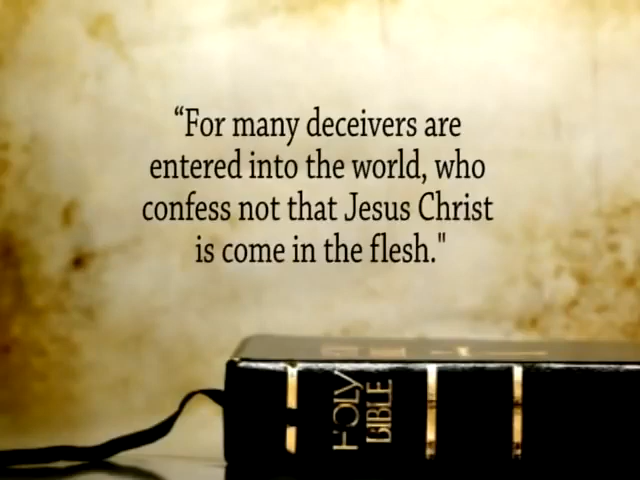 “For many deceivers are
entered into the world, who
confess not that Jesus Christ
is come in the flesh."
HOLY
BIBLE